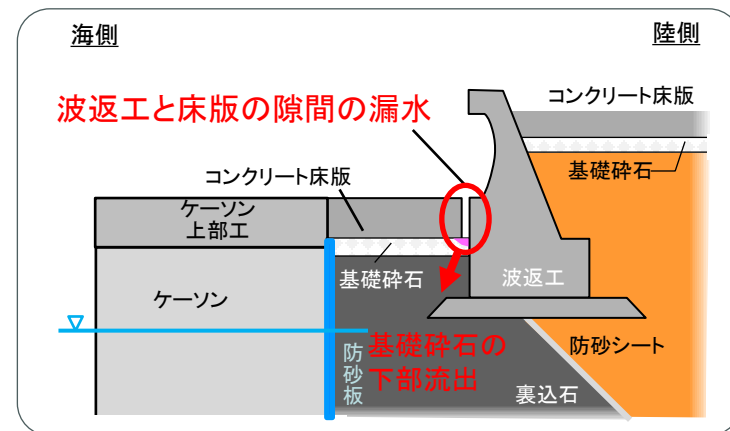 海側
陸側
波返工と床版の隙間の漏水
コンクリート床版
基礎砕石
コンクリート床版
ケーソン
上部工
基礎砕石
波返工
ケーソン
防砂板
基礎砕石の
下部流出
防砂シート
裏込石